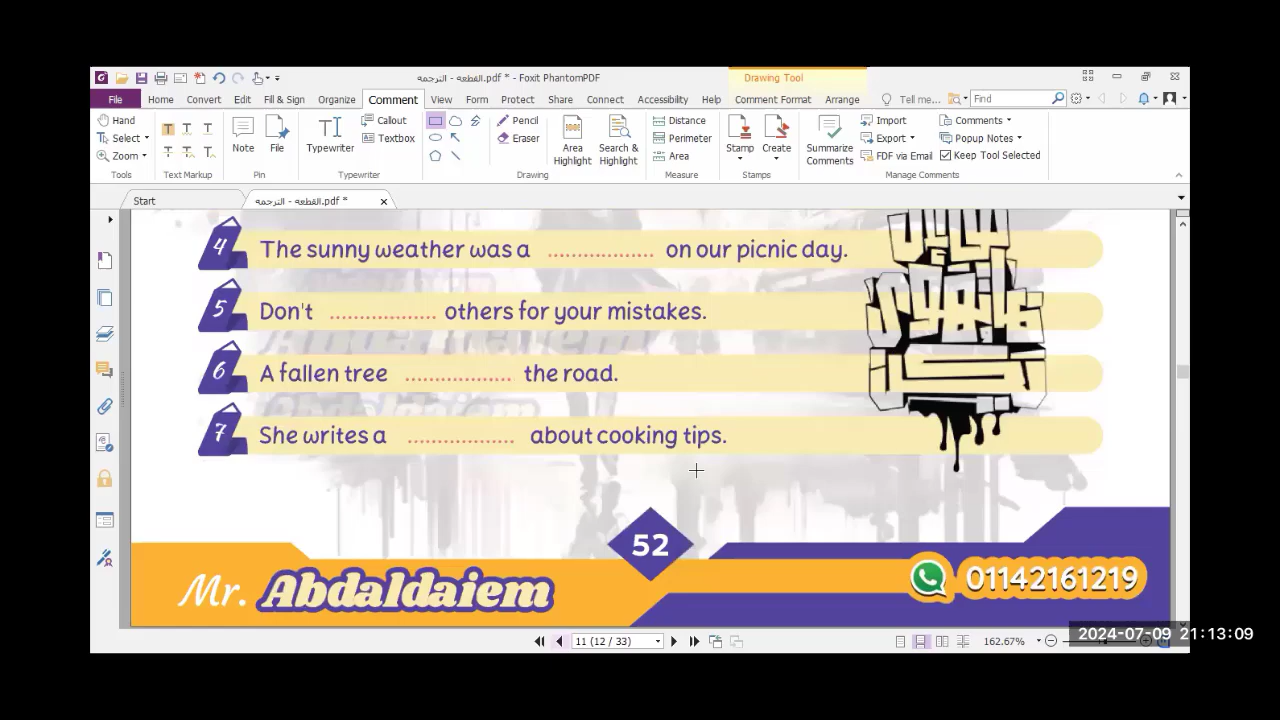 القطعه - الترجمه.pdf * - Foxit PhantomPDF
Drawing Tool
File Home Convert Edit Fill & Sign Organize Comment View Form Protect Share Connect Accessibility Help Comment Format Arrange Tell me... Find
Hand
Select
Zoom
Tools
Text Markup
Note
File
Pin
Typewriter
Callout
Textbox
Typewriter
Pencil
Eraser
Area Highlight
Search & Highlight
Drawing
Distance
Perimeter
Area
Measure
Stamp
Create
Stamps
Summarize Comments
Import
Export
FDF via Email
Comments
Popup Notes
Keep Tool Selected
Manage Comments
Start
القطعه - الترجمه.pdf *
4 The sunny weather was a .................. on our picnic day.
5 Don't .................. others for your mistakes.
6 A fallen tree .................. the road.
7 She writes a .................. about cooking tips.
52
Mr. Abdaldaiem
01142161219
11 (12 / 33)
162.67%
2024-07-09 21:13:09